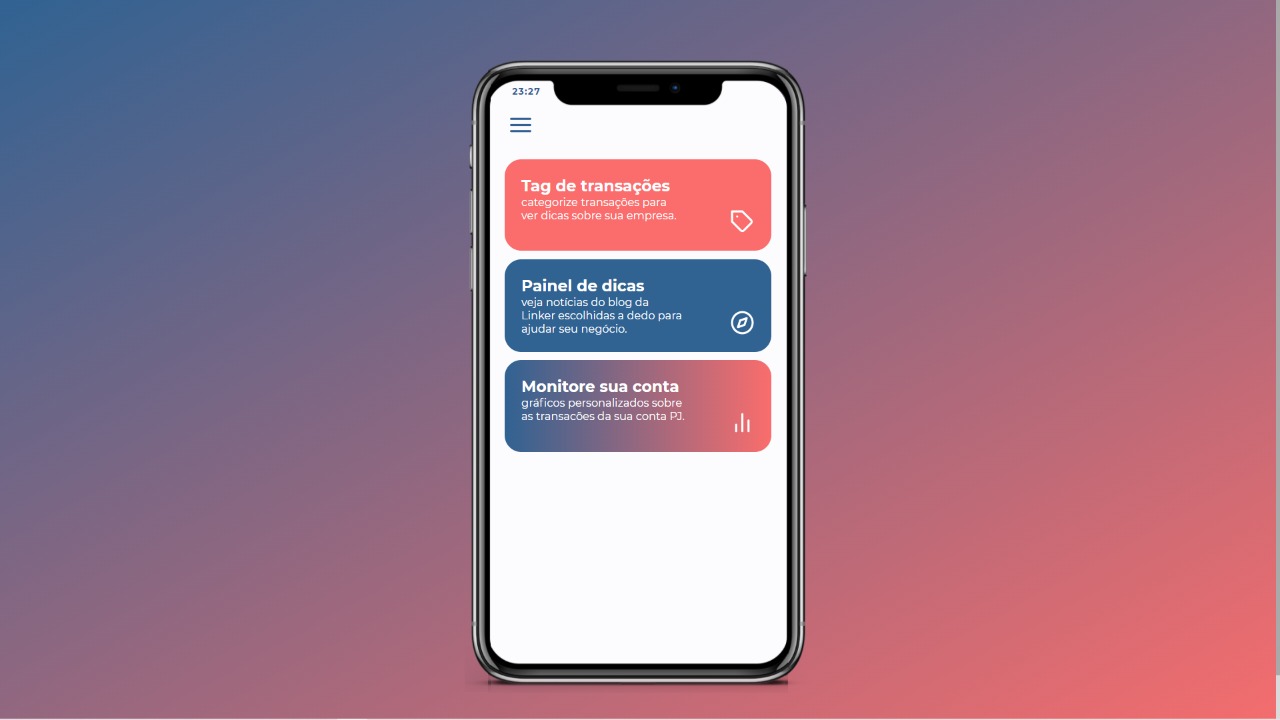 23:27
Tag de transações
categorize transações para
ver dicas sobre sua empresa.
Painel de dicas
veja notícias do blog da
Linker escolhidas a dedo para
ajudar seu negócio.
Monitore sua conta
gráficos personalizados sobre
as transacões da sua conta PJ.